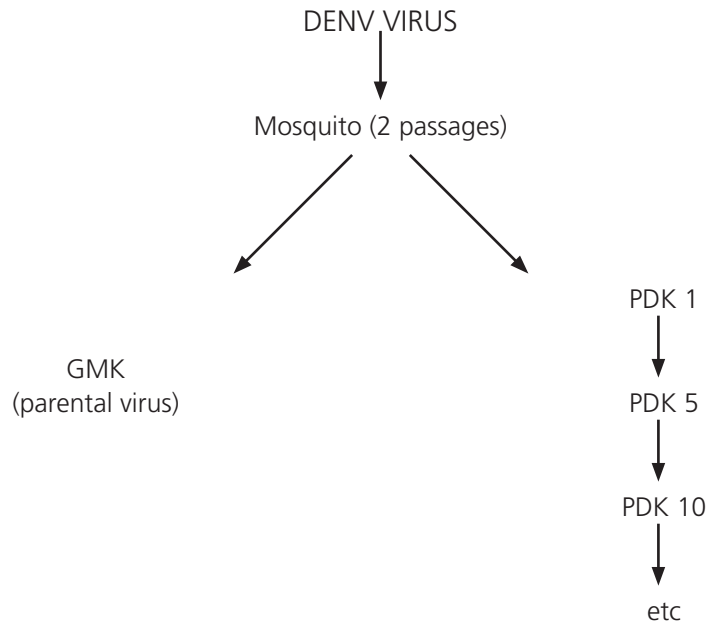 DENV VIRUS
Mosquito (2 passages)
GMK
(parental virus)
PDK 1
PDK 5
PDK 10
etc